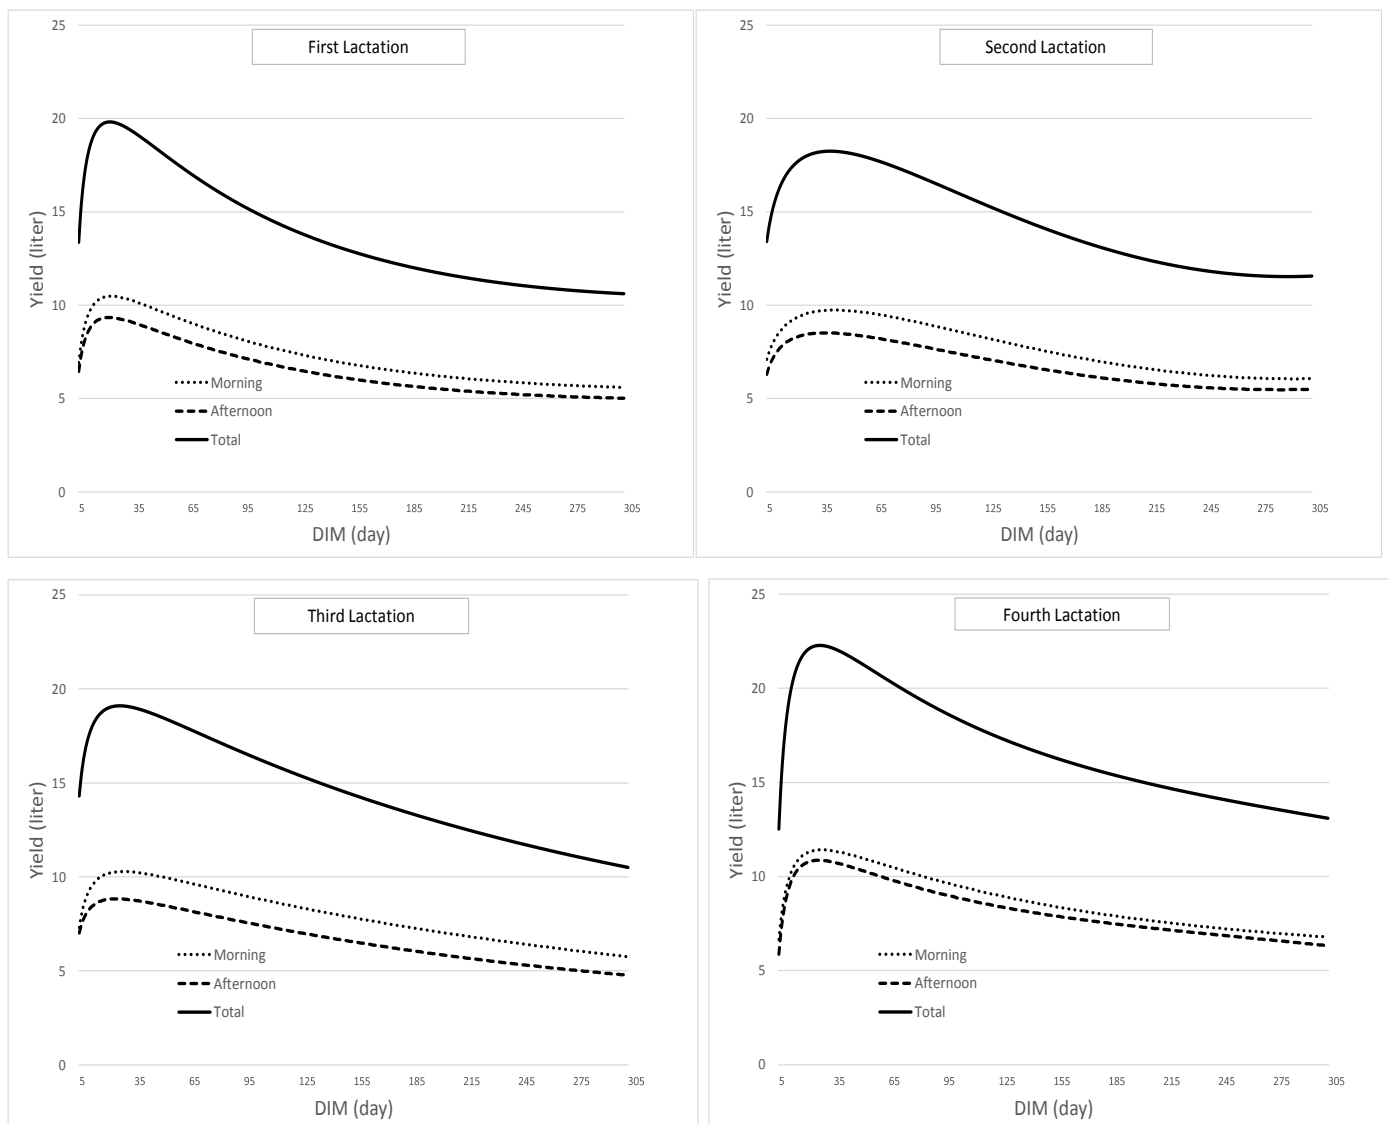 First Lactation
25
20
15
10
5
0
Yield (liter)
Morning
Afternoon
Total
5 35 65 95 125 155 185 215 245 275 305
DIM (day)
Second Lactation
25
20
15
10
5
0
Yield (liter)
Morning
Afternoon
Total
5 35 65 95 125 155 185 215 245 275 305
DIM (day)
Third Lactation
25
20
15
10
5
0
Yield (liter)
Morning
Afternoon
Total
5 35 65 95 125 155 185 215 245 275 305
DIM (day)
Fourth Lactation
25
20
15
10
5
0
Yield (liter)
Morning
Afternoon
Total
5 35 65 95 125 155 185 215 245 275 305
DIM (day)